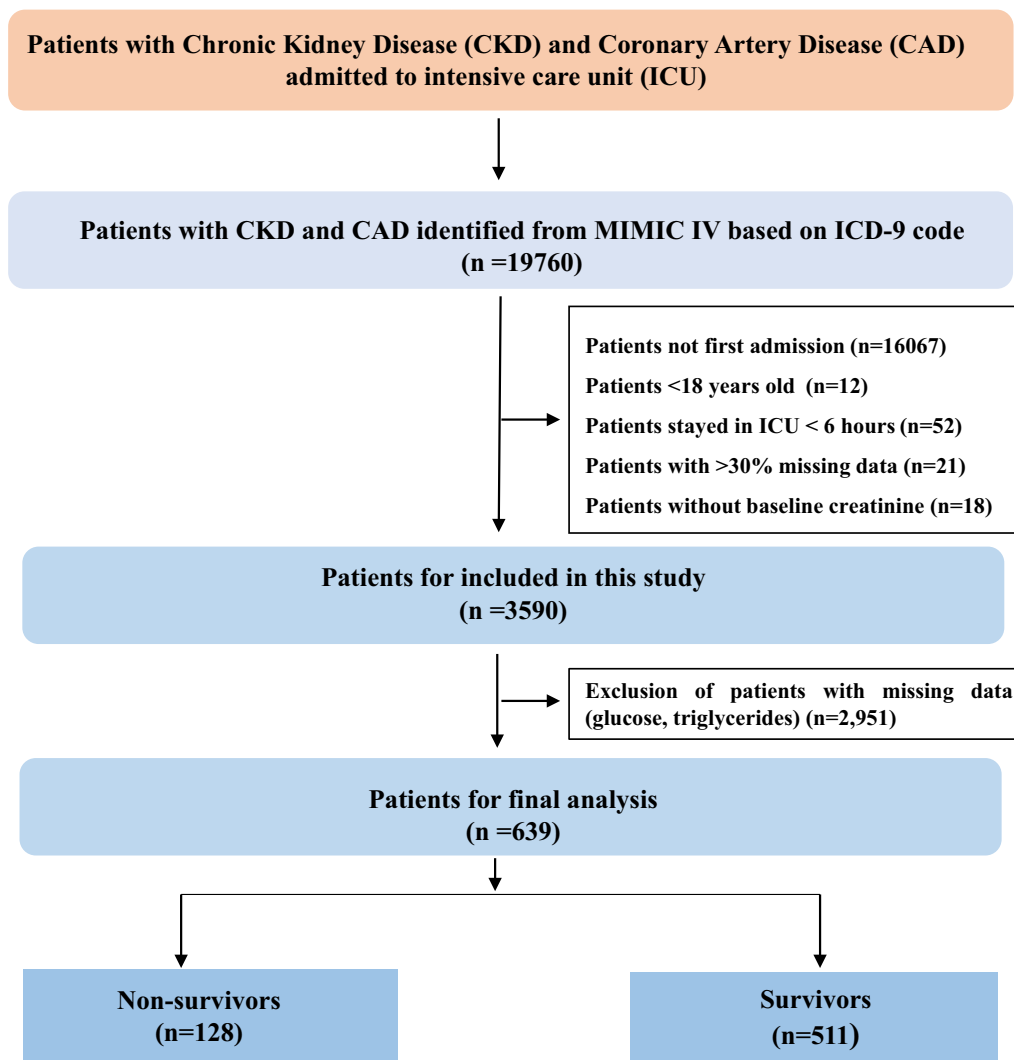 Patients with Chronic Kidney Disease (CKD) and Coronary Artery Disease (CAD)
admitted to intensive care unit (ICU)
Patients with CKD and CAD identified from MIMIC IV based on ICD-9 code
(n =19760)
Patients not first admission (n=16067)
Patients <18 years old (n=12)
Patients stayed in ICU < 6 hours (n=52)
Patients with >30% missing data (n=21)
Patients without baseline creatinine (n=18)
Patients for included in this study
(n =3590)
Exclusion of patients with missing data
(glucose, triglycerides) (n=2,951)
Patients for final analysis
(n =639)
Non-survivors
(n=128)
Survivors
(n=511)